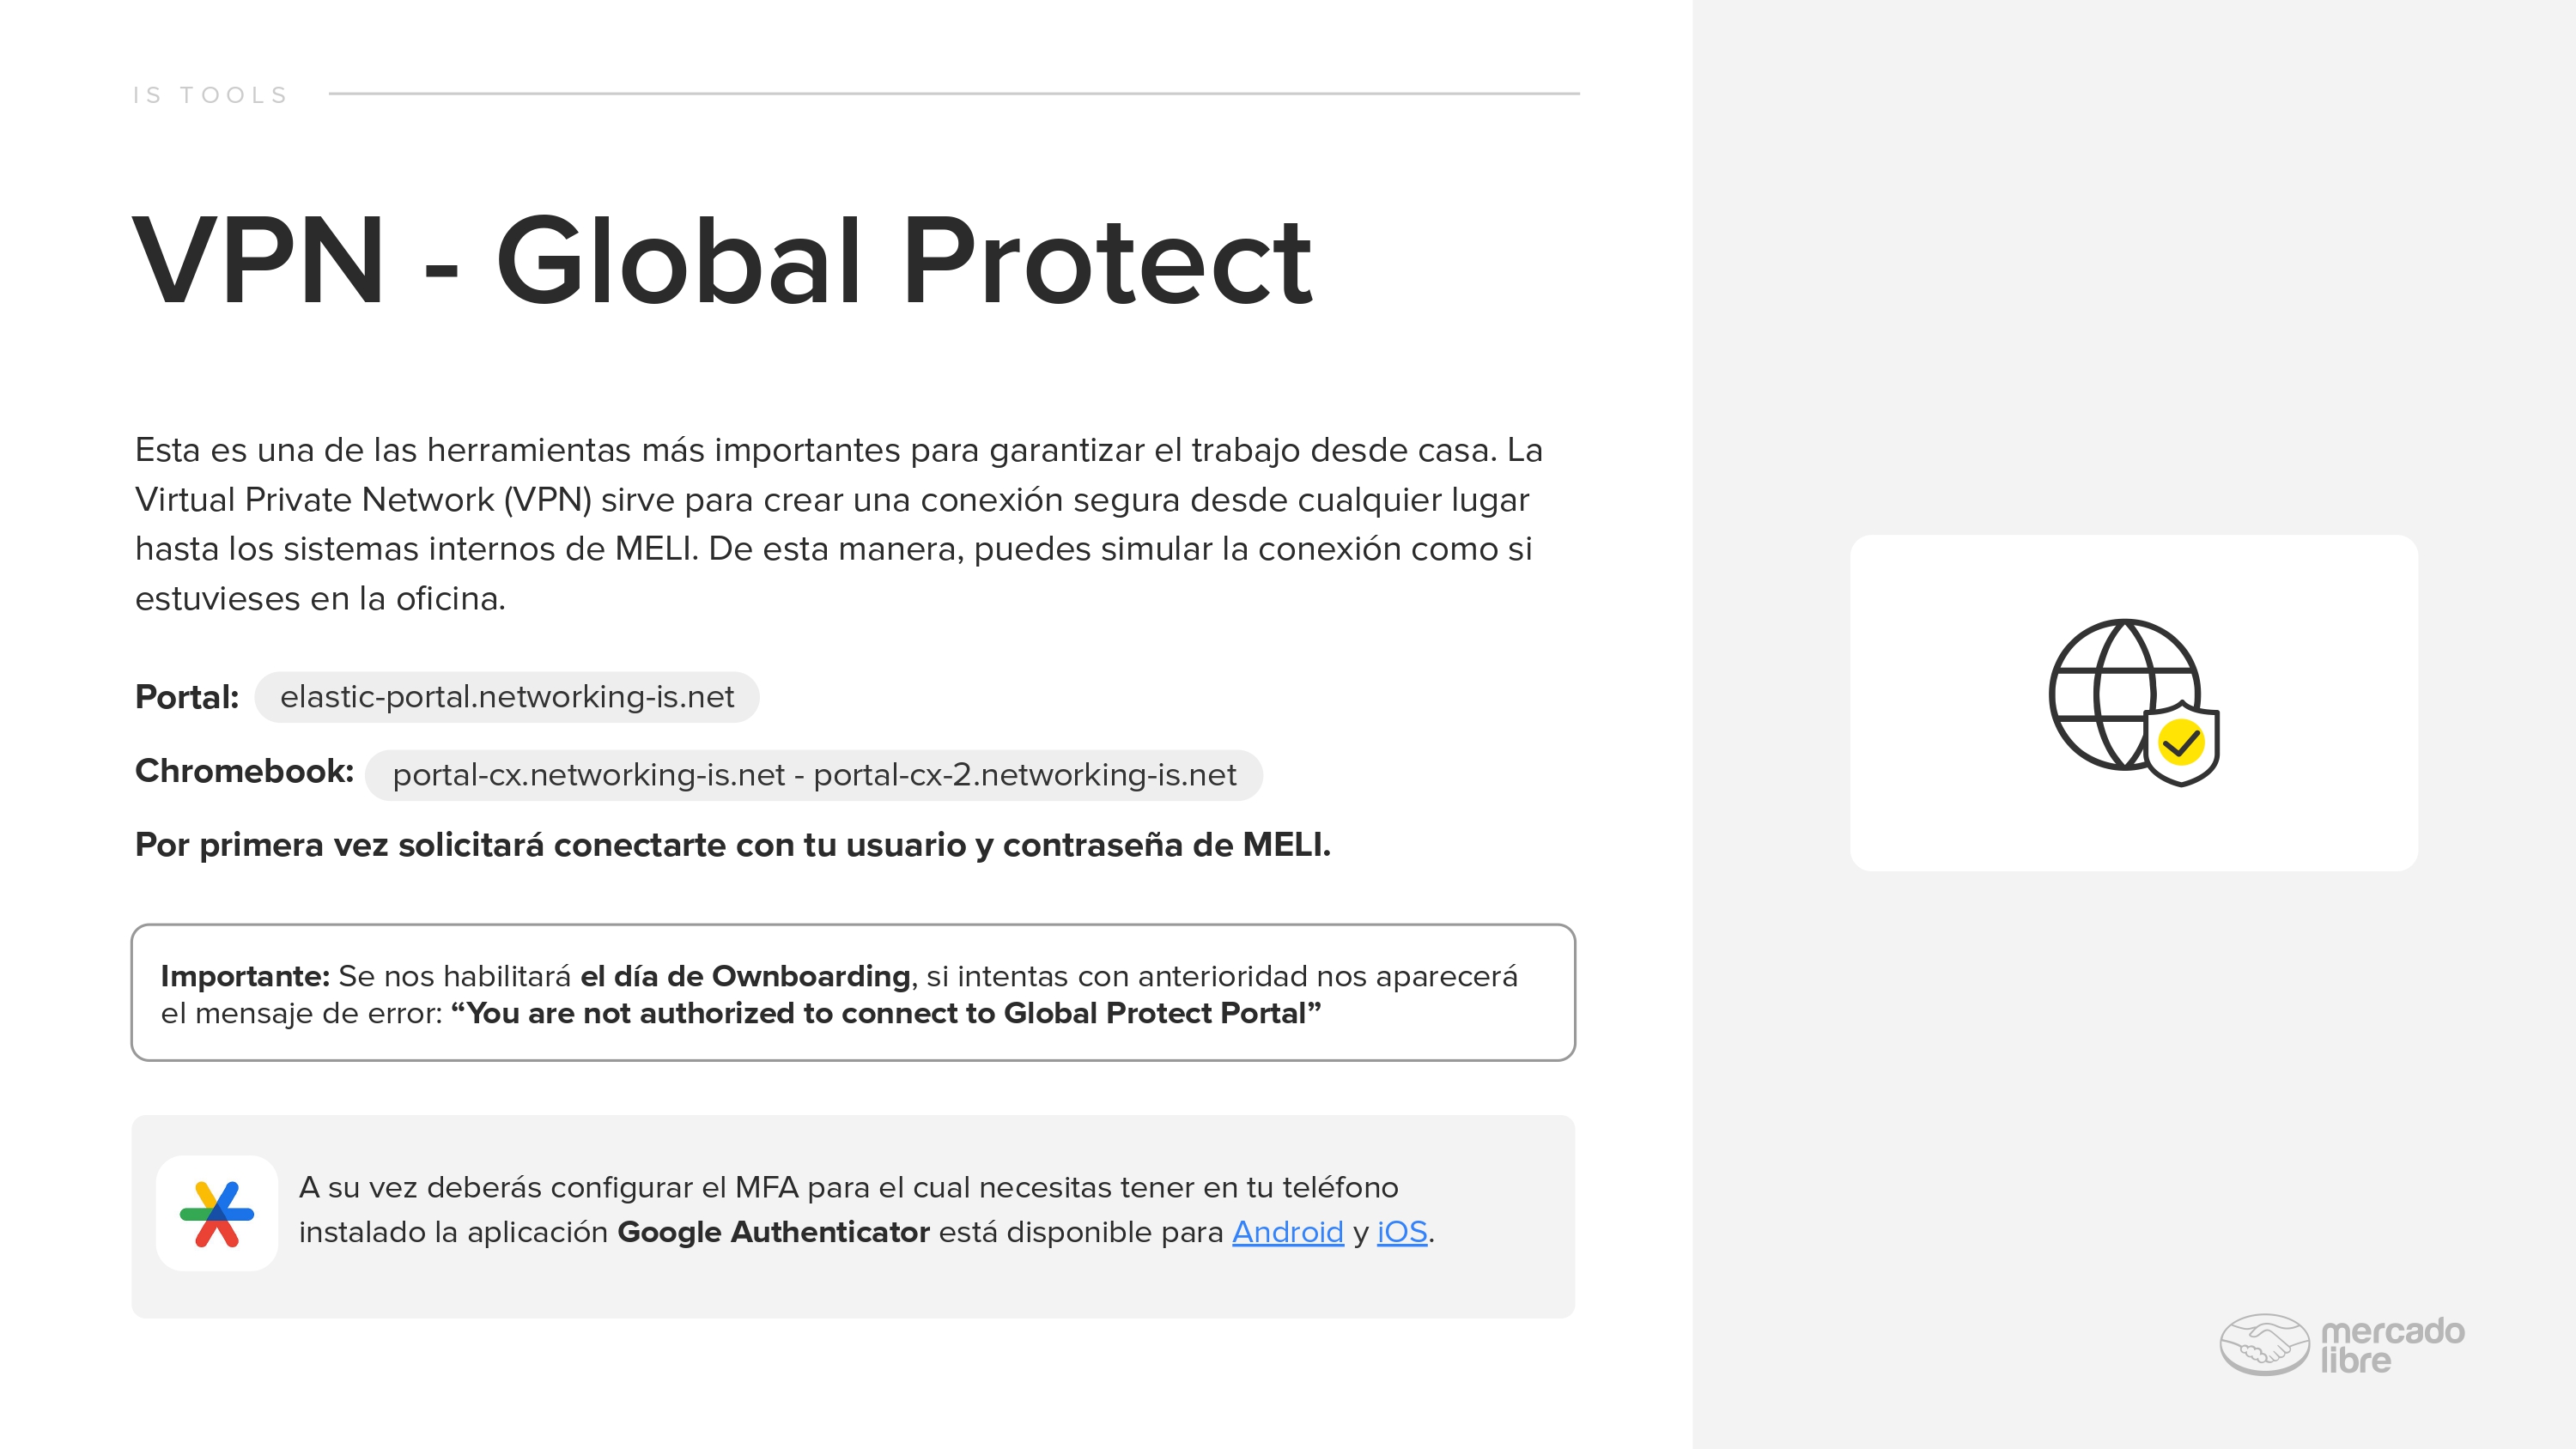 IS TOOLS
VPN - Global Protect
Esta es una de las herramientas más importantes para garantizar el trabajo desde casa. La
Virtual Private Network (VPN) sirve para crear una conexión segura desde cualquier lugar
hasta los sistemas internos de MELI. De esta manera, puedes simular la conexión como si
estuvieses en la oficina.
Portal: elastic-portal.networking-is.net
Chromebook: portal-cx.networking-is.net - portal-cx-2.networking-is.net
Por primera vez solicitará conectarte con tu usuario y contraseña de MELI.
Importante: Se nos habilitará el día de Ownboarding, si intentas con anterioridad nos aparecerá
el mensaje de error: “You are not authorized to connect to Global Protect Portal”
A su vez deberás configurar el MFA para el cual necesitas tener en tu teléfono
instalado la aplicación Google Authenticator está disponible para Android y iOS.
mercado
libre